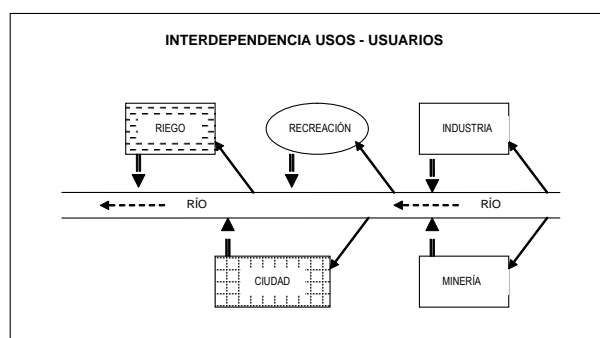 INTERDEPENDENCIA USOS - USUARIOS
RIEGO
RECREACIÓN
INDUSTRIA
RÍO
RÍO
CIUDAD
MINERÍA